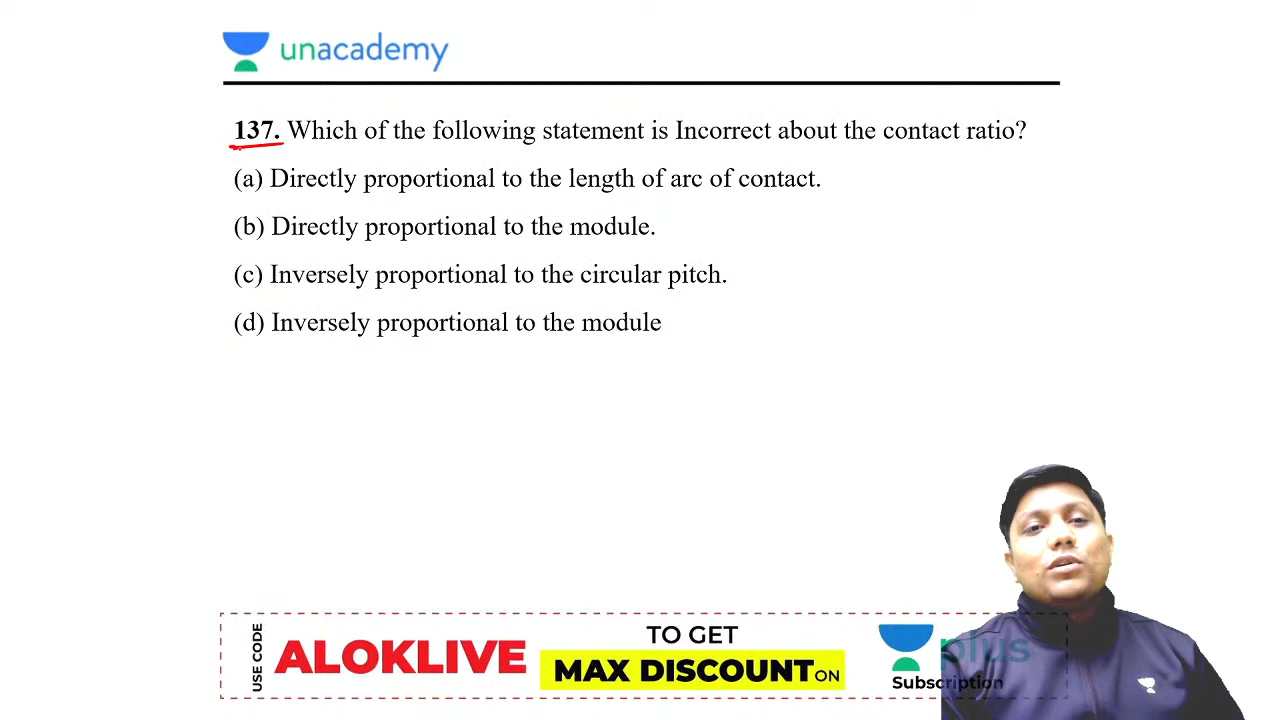 unacademy
137. Which of the following statement is Incorrect about the contact ratio?
(a) Directly proportional to the length of arc of contact.
(b) Directly proportional to the module.
(c) Inversely proportional to the circular pitch.
(d) Inversely proportional to the module
USE CODE
ALOKLIVE
TO GET
MAX DISCOUNT ON
plus
Subscription